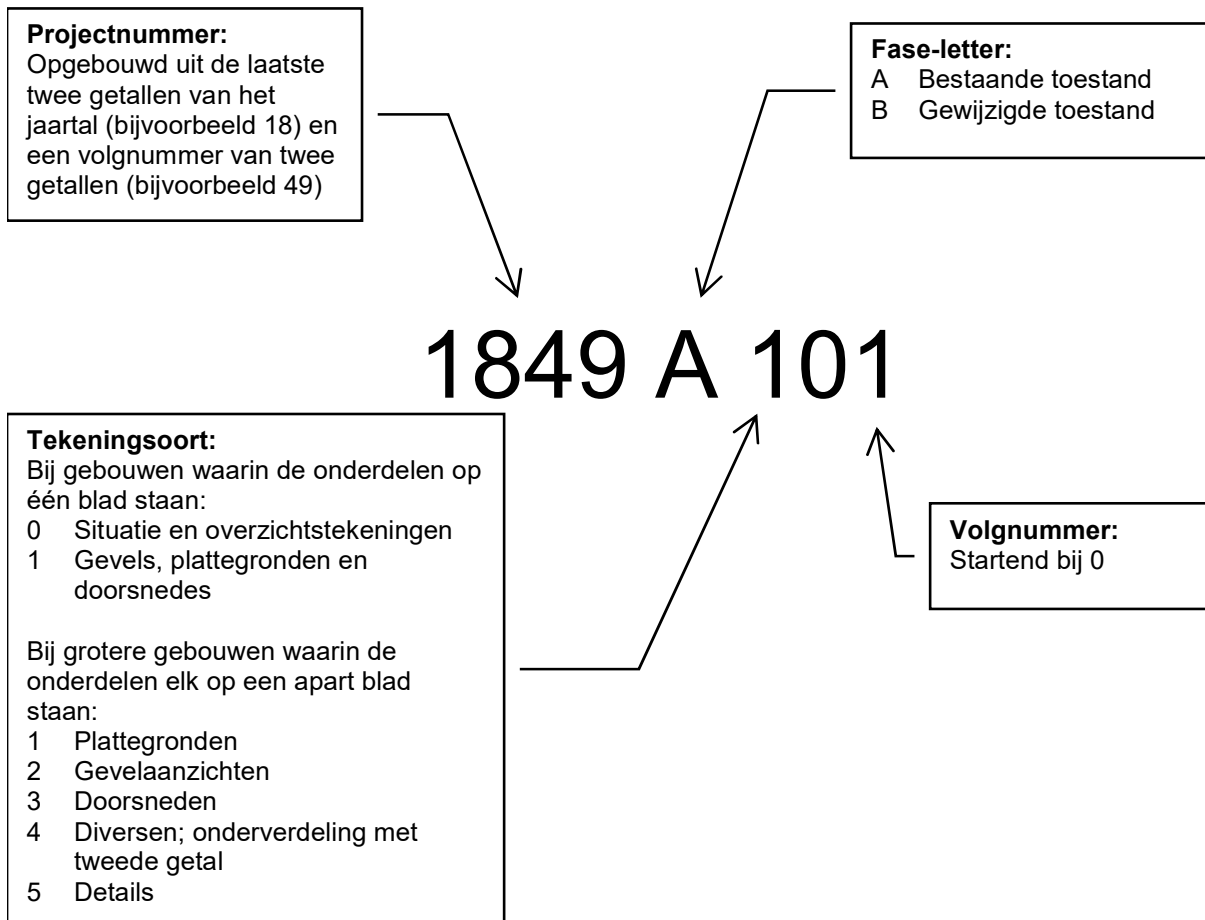 Projectnummer:
Opgebouwd uit de laatste
twee getallen van het
jaartal (bijvoorbeeld 18) en
een volgnummer van twee
getallen (bijvoorbeeld 49)
Fase-letter:
A Bestaande toestand
B Gewijzigde toestand
1849 A 101
Tekeningsoort:
Bij gebouwen waarin de onderdelen op
één blad staan:
0 Situatie en overzichtstekeningen
1 Gevels, plattegronden en
doorsnedes
Bij grotere gebouwen waarin de
onderdelen elk op een apart blad
staan:
1 Plattegronden
2 Gevelaanzichten
3 Doorsneden
4 Diversen; onderverdeling met
tweede getal
5 Details
Volgnummer:
Startend bij 0